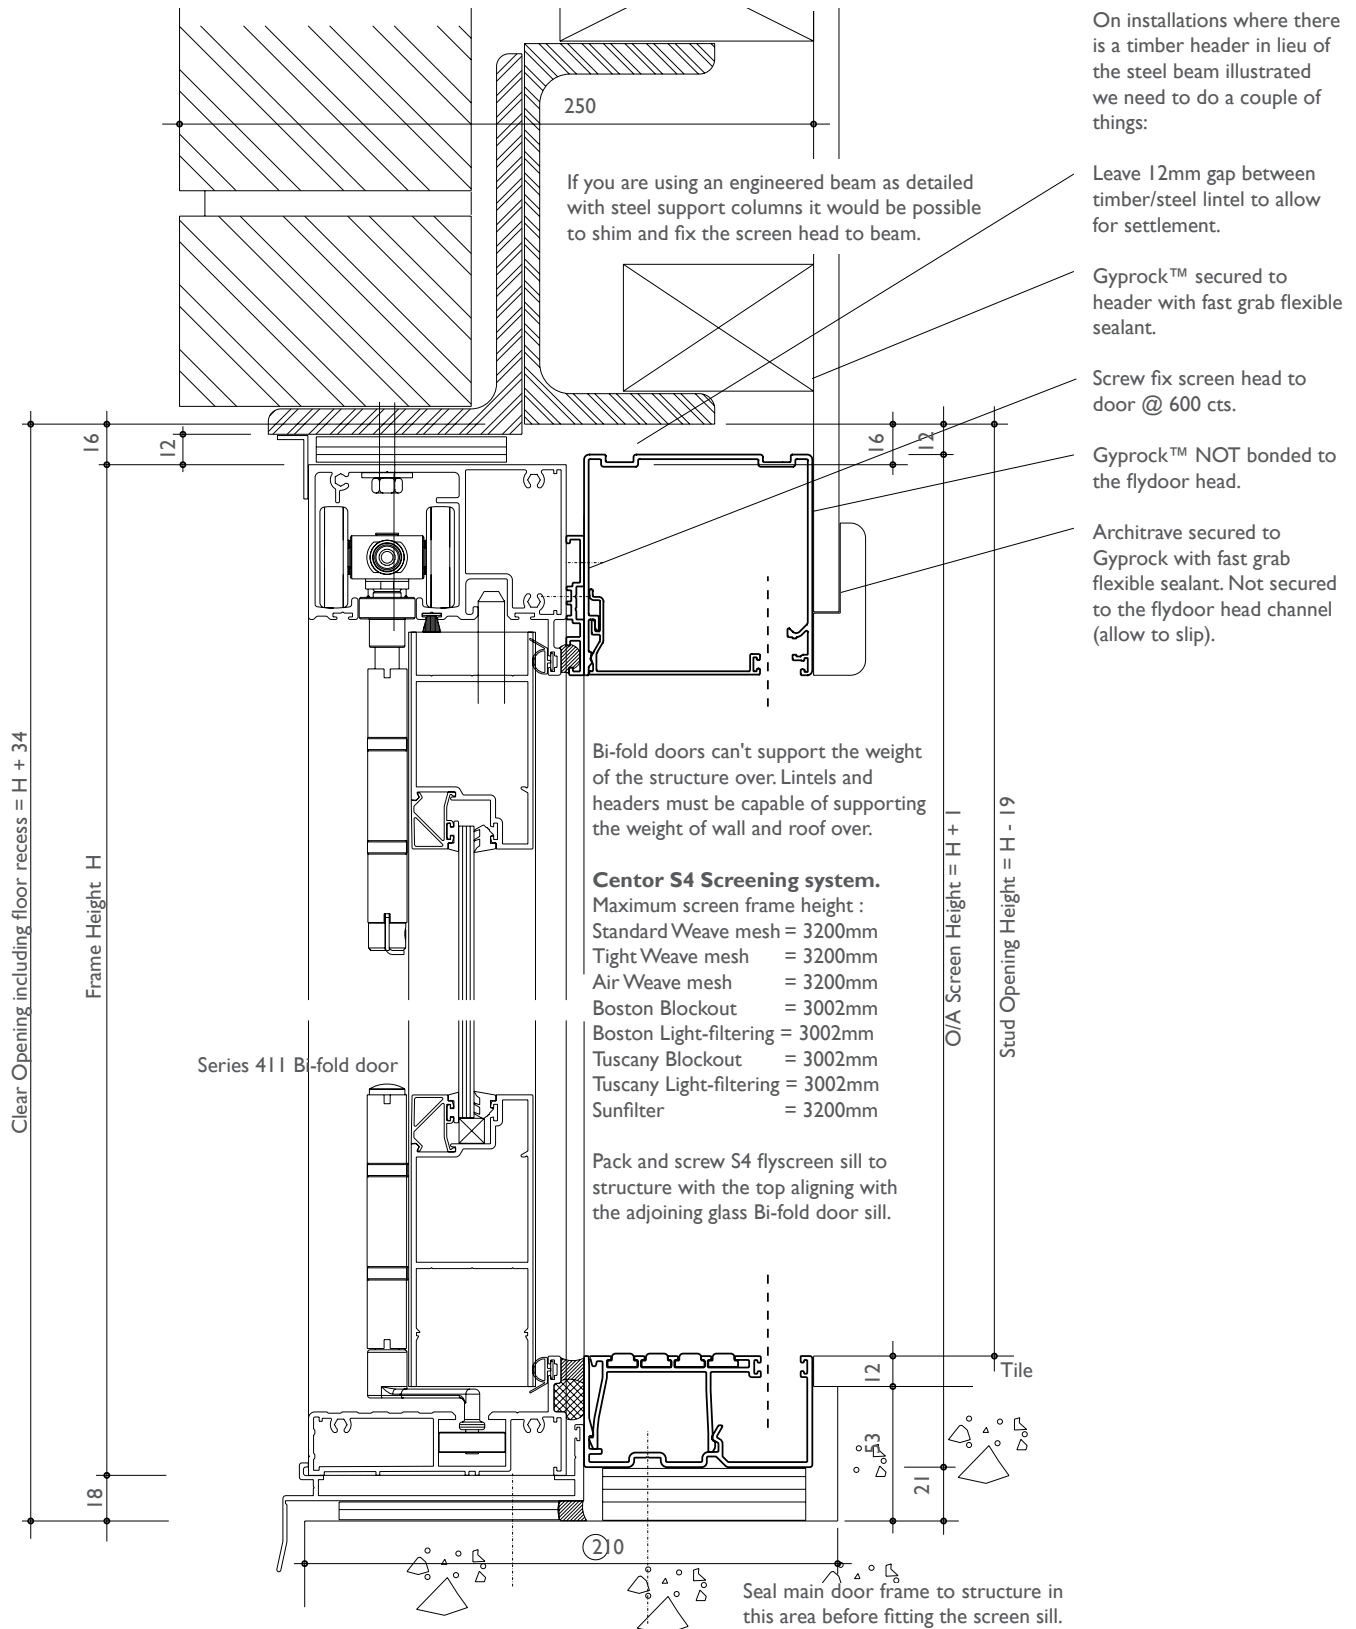 On installations where there
is a timber header in lieu of
the steel beam illustrated
we need to do a couple of
things:
250
If you are using an engineered beam as detailed
with steel support columns it would be possible
to shim and fix the screen head to beam.
Leave 12mm gap between
timber/steel lintel to allow
for settlement.
Gyprock™ secured to
header with fast grab flexible
sealant.
Screw fix screen head to
door @ 600 cts.
Gyprock™ NOT bonded to
the flydoor head.
Architrave secured to
Gyprock with fast grab
flexible sealant. Not secured
to the flydoor head channel
(allow to slip).
16
12
16
12
Clear Opening including floor recess = H + 34
Frame Height H
Bi-fold doors can't support the weight
of the structure over. Lintels and
headers must be capable of supporting
the weight of wall and roof over.
Centor S4 Screening system.
Maximum screen frame height :
Standard Weave mesh = 3200mm
Tight Weave mesh = 3200mm
Air Weave mesh = 3200mm
Boston Blockout = 3002mm
Boston Light-filtering = 3002mm
Tuscany Blockout = 3002mm
Tuscany Light-filtering = 3002mm
Sunfilter = 3200mm
O/A Screen Height = H + 1
Stud Opening Height = H - 19
Series 411 Bi-fold door
Pack and screw S4 flyscreen sill to
structure with the top aligning with
the adjoining glass Bi-fold door sill.
12
Tile
53
21
18
210
Seal main door frame to structure in
this area before fitting the screen sill.